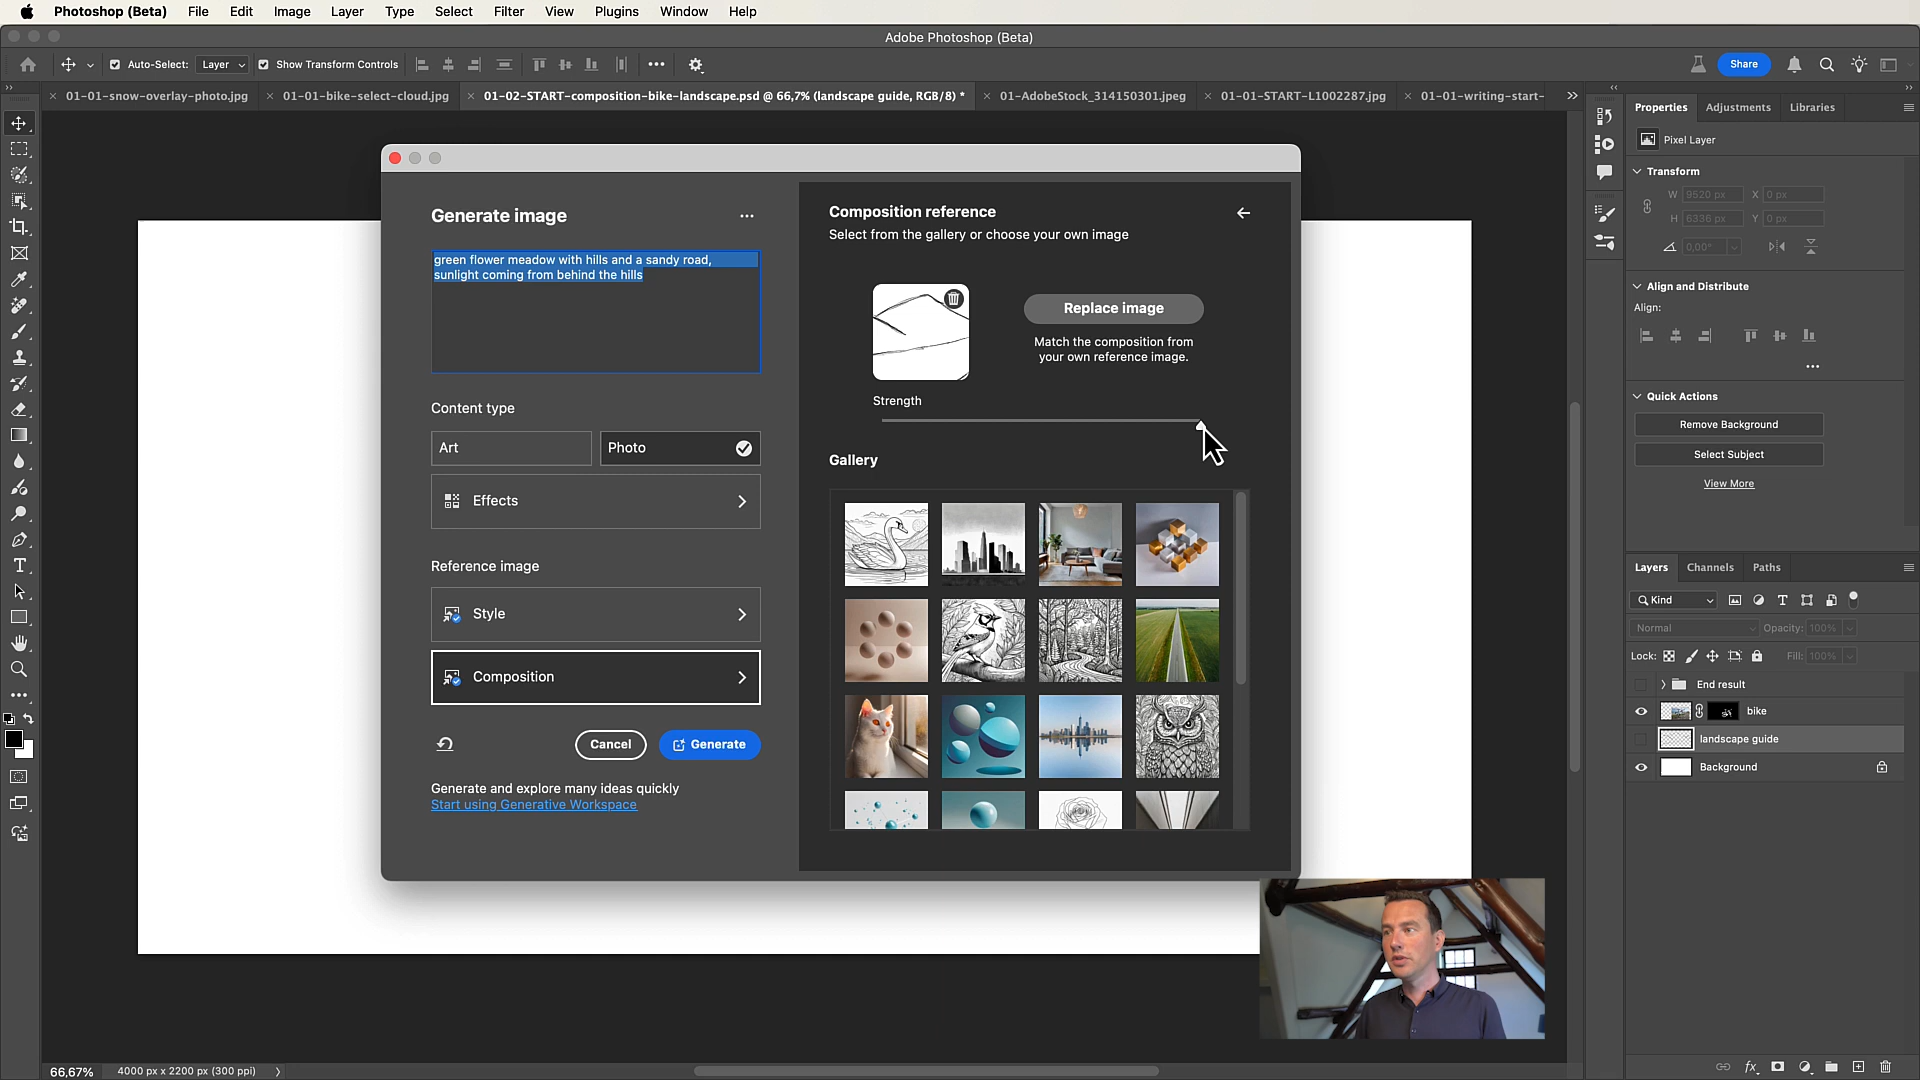 Photoshop (Beta) File Edit Image Layer Type Select Filter View Plugins Window Help
Adobe Photoshop (Beta)
Auto-Select: Layer Show Transform Controls Share
01-01-snow-overlay-photo.jpg 01-01-bike-select-cloud.jpg 01-02-START-composition-bike-landscape.psd @ 66,7% (landscape guide, RGB/8) * 01-AdobeStock_314150301.jpeg 01-01-START-L1002287.jpg 01-01-writing-start-
Generate image
green flower meadow with hills and a sandy road,
sunlight coming from behind the hills
Content type
Art
Photo
Effects
Reference image
Style
Composition
Cancel
Generate
Generate and explore many ideas quickly
Start using Generative Workspace
Composition reference
Select from the gallery or choose your own image
Replace image
Match the composition from
your own reference image.
Strength
Gallery
Properties Adjustments Libraries
Pixel Layer
Transform
W 9520 px X 0 px
H 6336 px Y 0 px
0,00°
Align and Distribute
Align:
Quick Actions
Remove Background
Select Subject
View More
Layers Channels Paths
Kind
Normal Opacity: 100%
Lock: Fill: 100%
End result
bike
landscape guide
Background
fx
66,67% 4000 px x 2200 px (300 ppi)